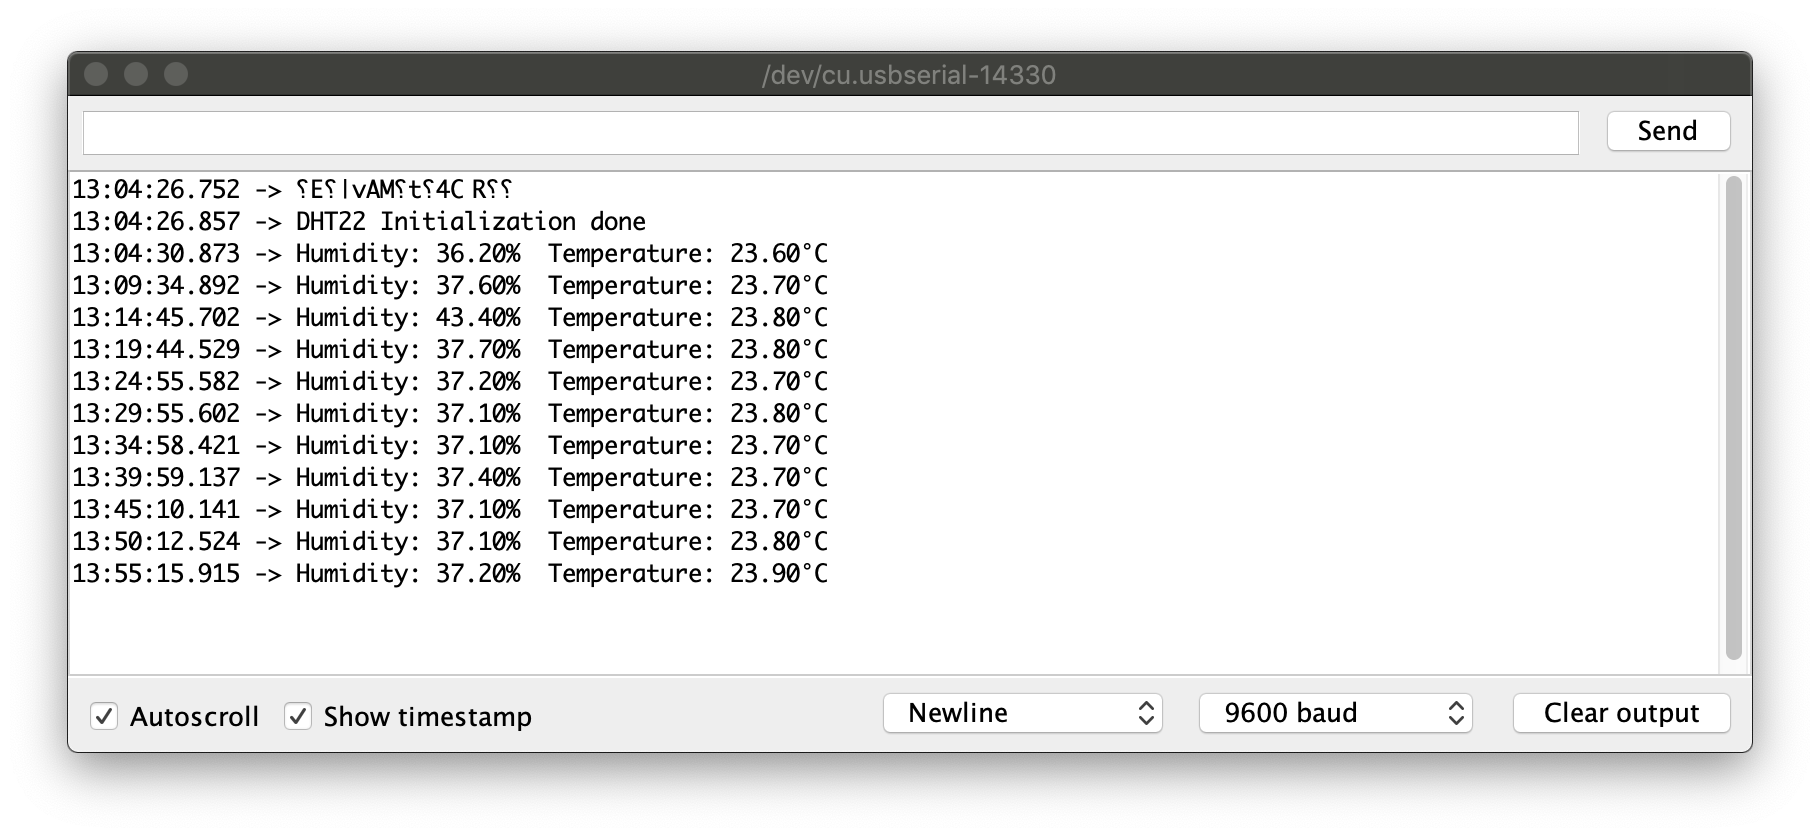 /dev/cu.usbserial-14330
Send
13:04:26.752 -> ⸮E⸮|vAM⸮t⸮4C R⸮⸮
13:04:26.857 -> DHT22 Initialization done
13:04:30.873 -> Humidity: 36.20%  Temperature: 23.60°C
13:09:34.892 -> Humidity: 37.60%  Temperature: 23.70°C
13:14:45.702 -> Humidity: 43.40%  Temperature: 23.80°C
13:19:44.529 -> Humidity: 37.70%  Temperature: 23.80°C
13:24:55.582 -> Humidity: 37.20%  Temperature: 23.70°C
13:29:55.602 -> Humidity: 37.10%  Temperature: 23.80°C
13:34:58.421 -> Humidity: 37.10%  Temperature: 23.70°C
13:39:59.137 -> Humidity: 37.40%  Temperature: 23.70°C
13:45:10.141 -> Humidity: 37.10%  Temperature: 23.70°C
13:50:12.524 -> Humidity: 37.10%  Temperature: 23.80°C
13:55:15.915 -> Humidity: 37.20%  Temperature: 23.90°C
Autoscroll Show timestamp Newline 9600 baud Clear output